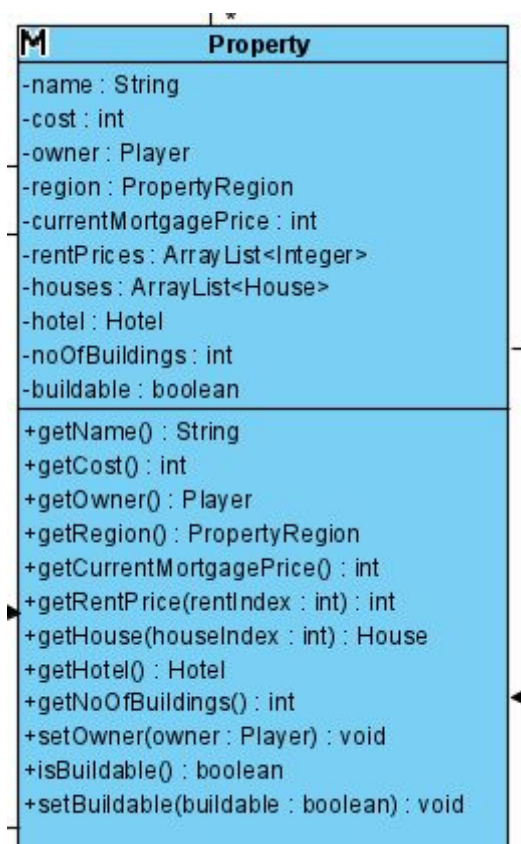 *
M Property
-name : String
-cost : int
-owner : Player
-region : PropertyRegion
-currentMortgagePrice : int
-rentPrices : ArrayList<Integer>
-houses : ArrayList<House>
-hotel : Hotel
-noOfBuildings : int
-buildable : boolean
+getName() : String
+getCost() : int
+getOwner() : Player
+getRegion() : PropertyRegion
+getCurrentMortgagePrice() : int
+getRentPrice(rentIndex : int) : int
+getHouse(houseIndex : int) : House
+getHotel() : Hotel
+getNoOfBuildings() : int
+setOwner(owner : Player) : void
+isBuildable() : boolean
+setBuildable(buildable : boolean) : void